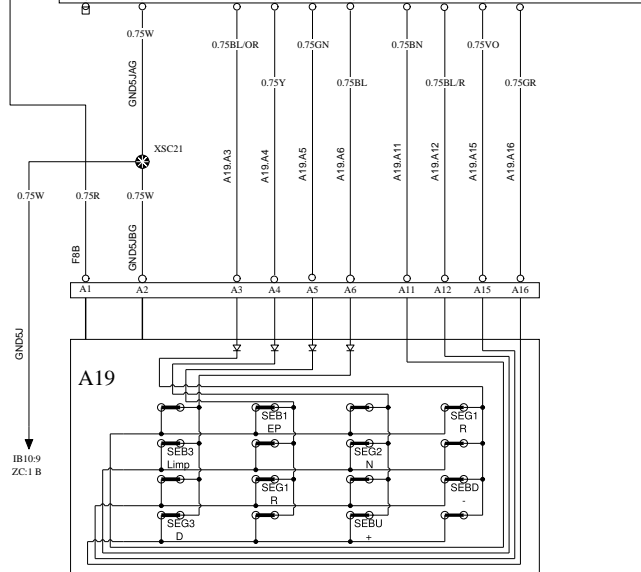 0.75W
0.75BL/OR
0.75GN
0.75BN
0.75VO
0.75Y
0.75BL
0.75BL/R
0.75GR
GND5JAG
XSC21
A19.A3
A19.A4
A19.A5
A19.A6
A19.A11
A19.A12
A19.A15
A19.A16
0.75W
0.75R
0.75W
F8B
GND5JBG
A1
A2
A3
A4
A5
A6
A11
A12
A15
A16
GND5J
A19
SEB1
EP
SEG1
R
IB10:9
ZC:1 B
SEB3
Limp
SEG2
N
SEG1
R
SEBD
-
SEG3
D
SEBU
+